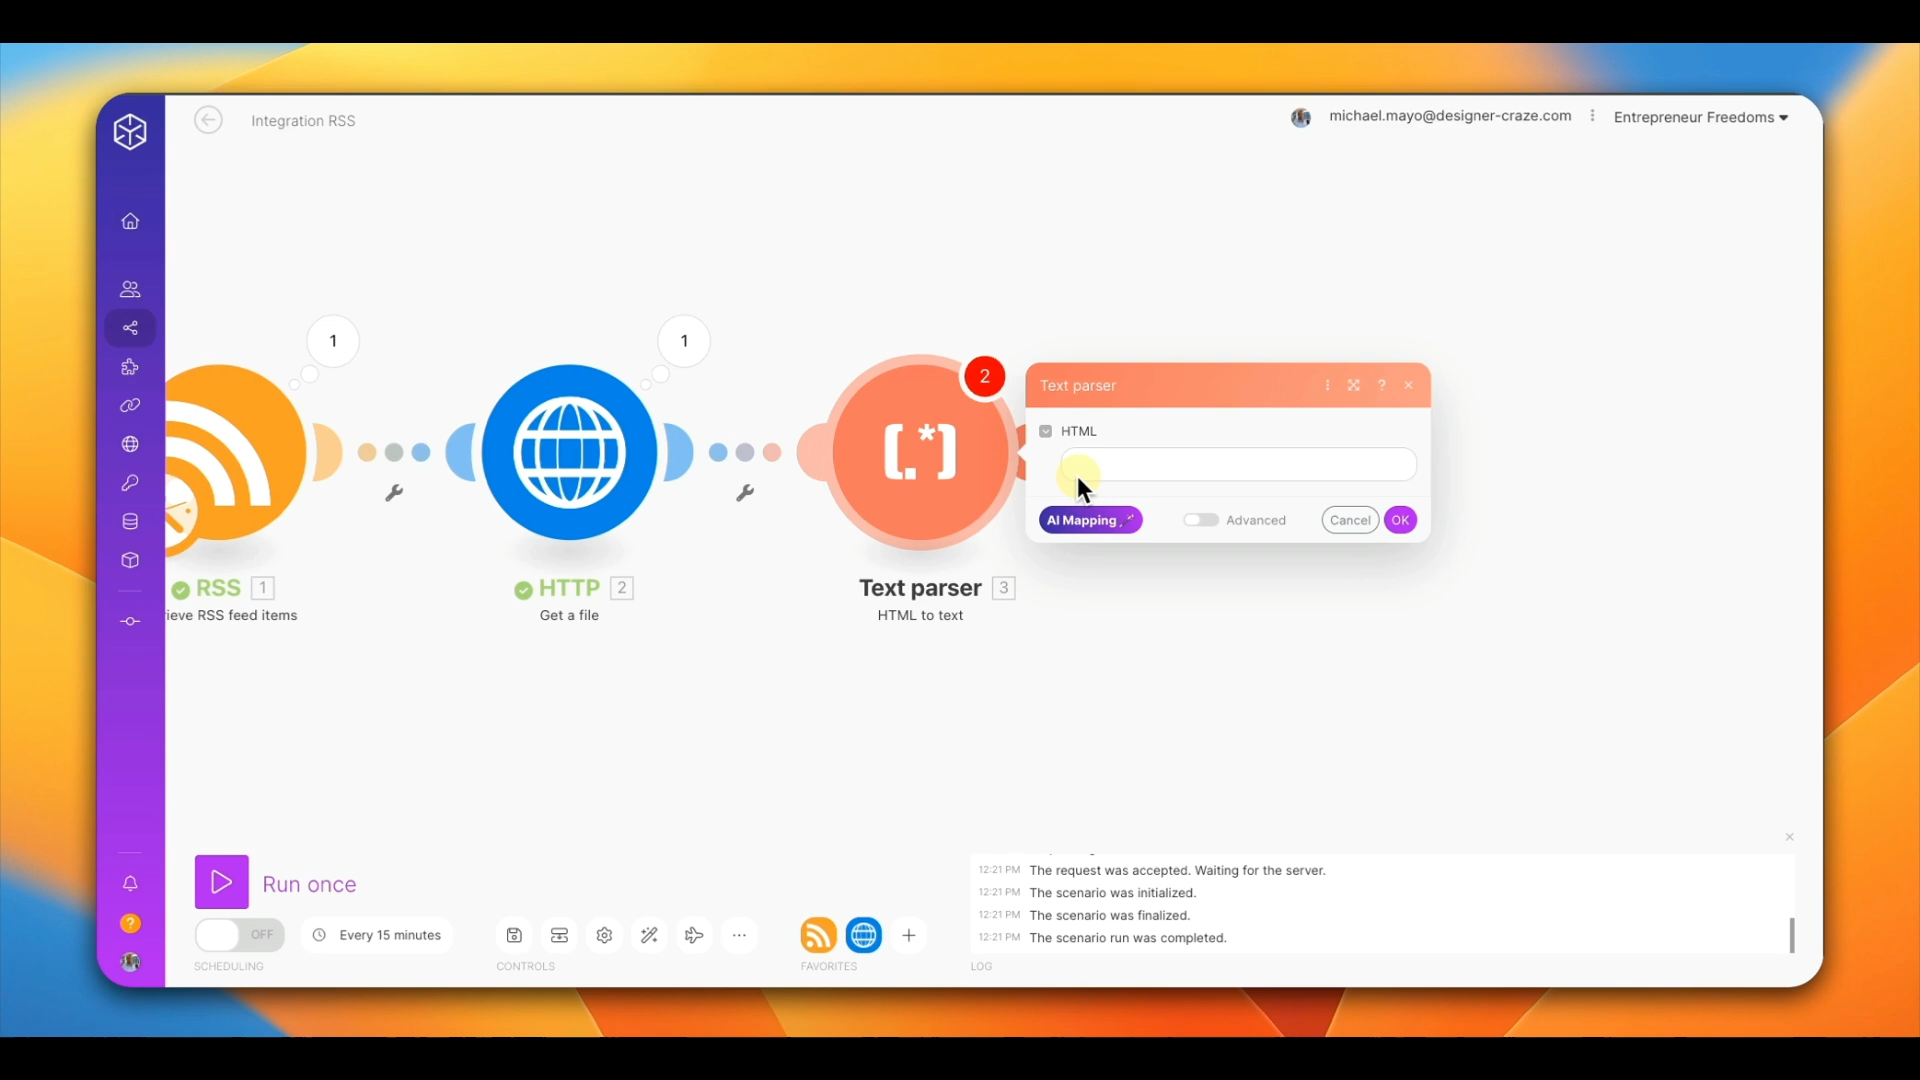 Integration RSS
michael.mayo@designer-craze.com
Entrepreneur Freedoms
1
1
2
Text parser
?
HTML
AI Mapping
Advanced
Cancel
OK
RSS 1
HTTP 2
Text parser 3
ieve RSS feed items
Get a file
HTML to text
Run once
OFF
Every 15 minutes
SCHEDULING
CONTROLS
FAVORITES
12:21 PM The request was accepted. Waiting for the server.
12:21 PM The scenario was initialized.
12:21 PM The scenario was finalized.
12:21 PM The scenario run was completed.
LOG
?